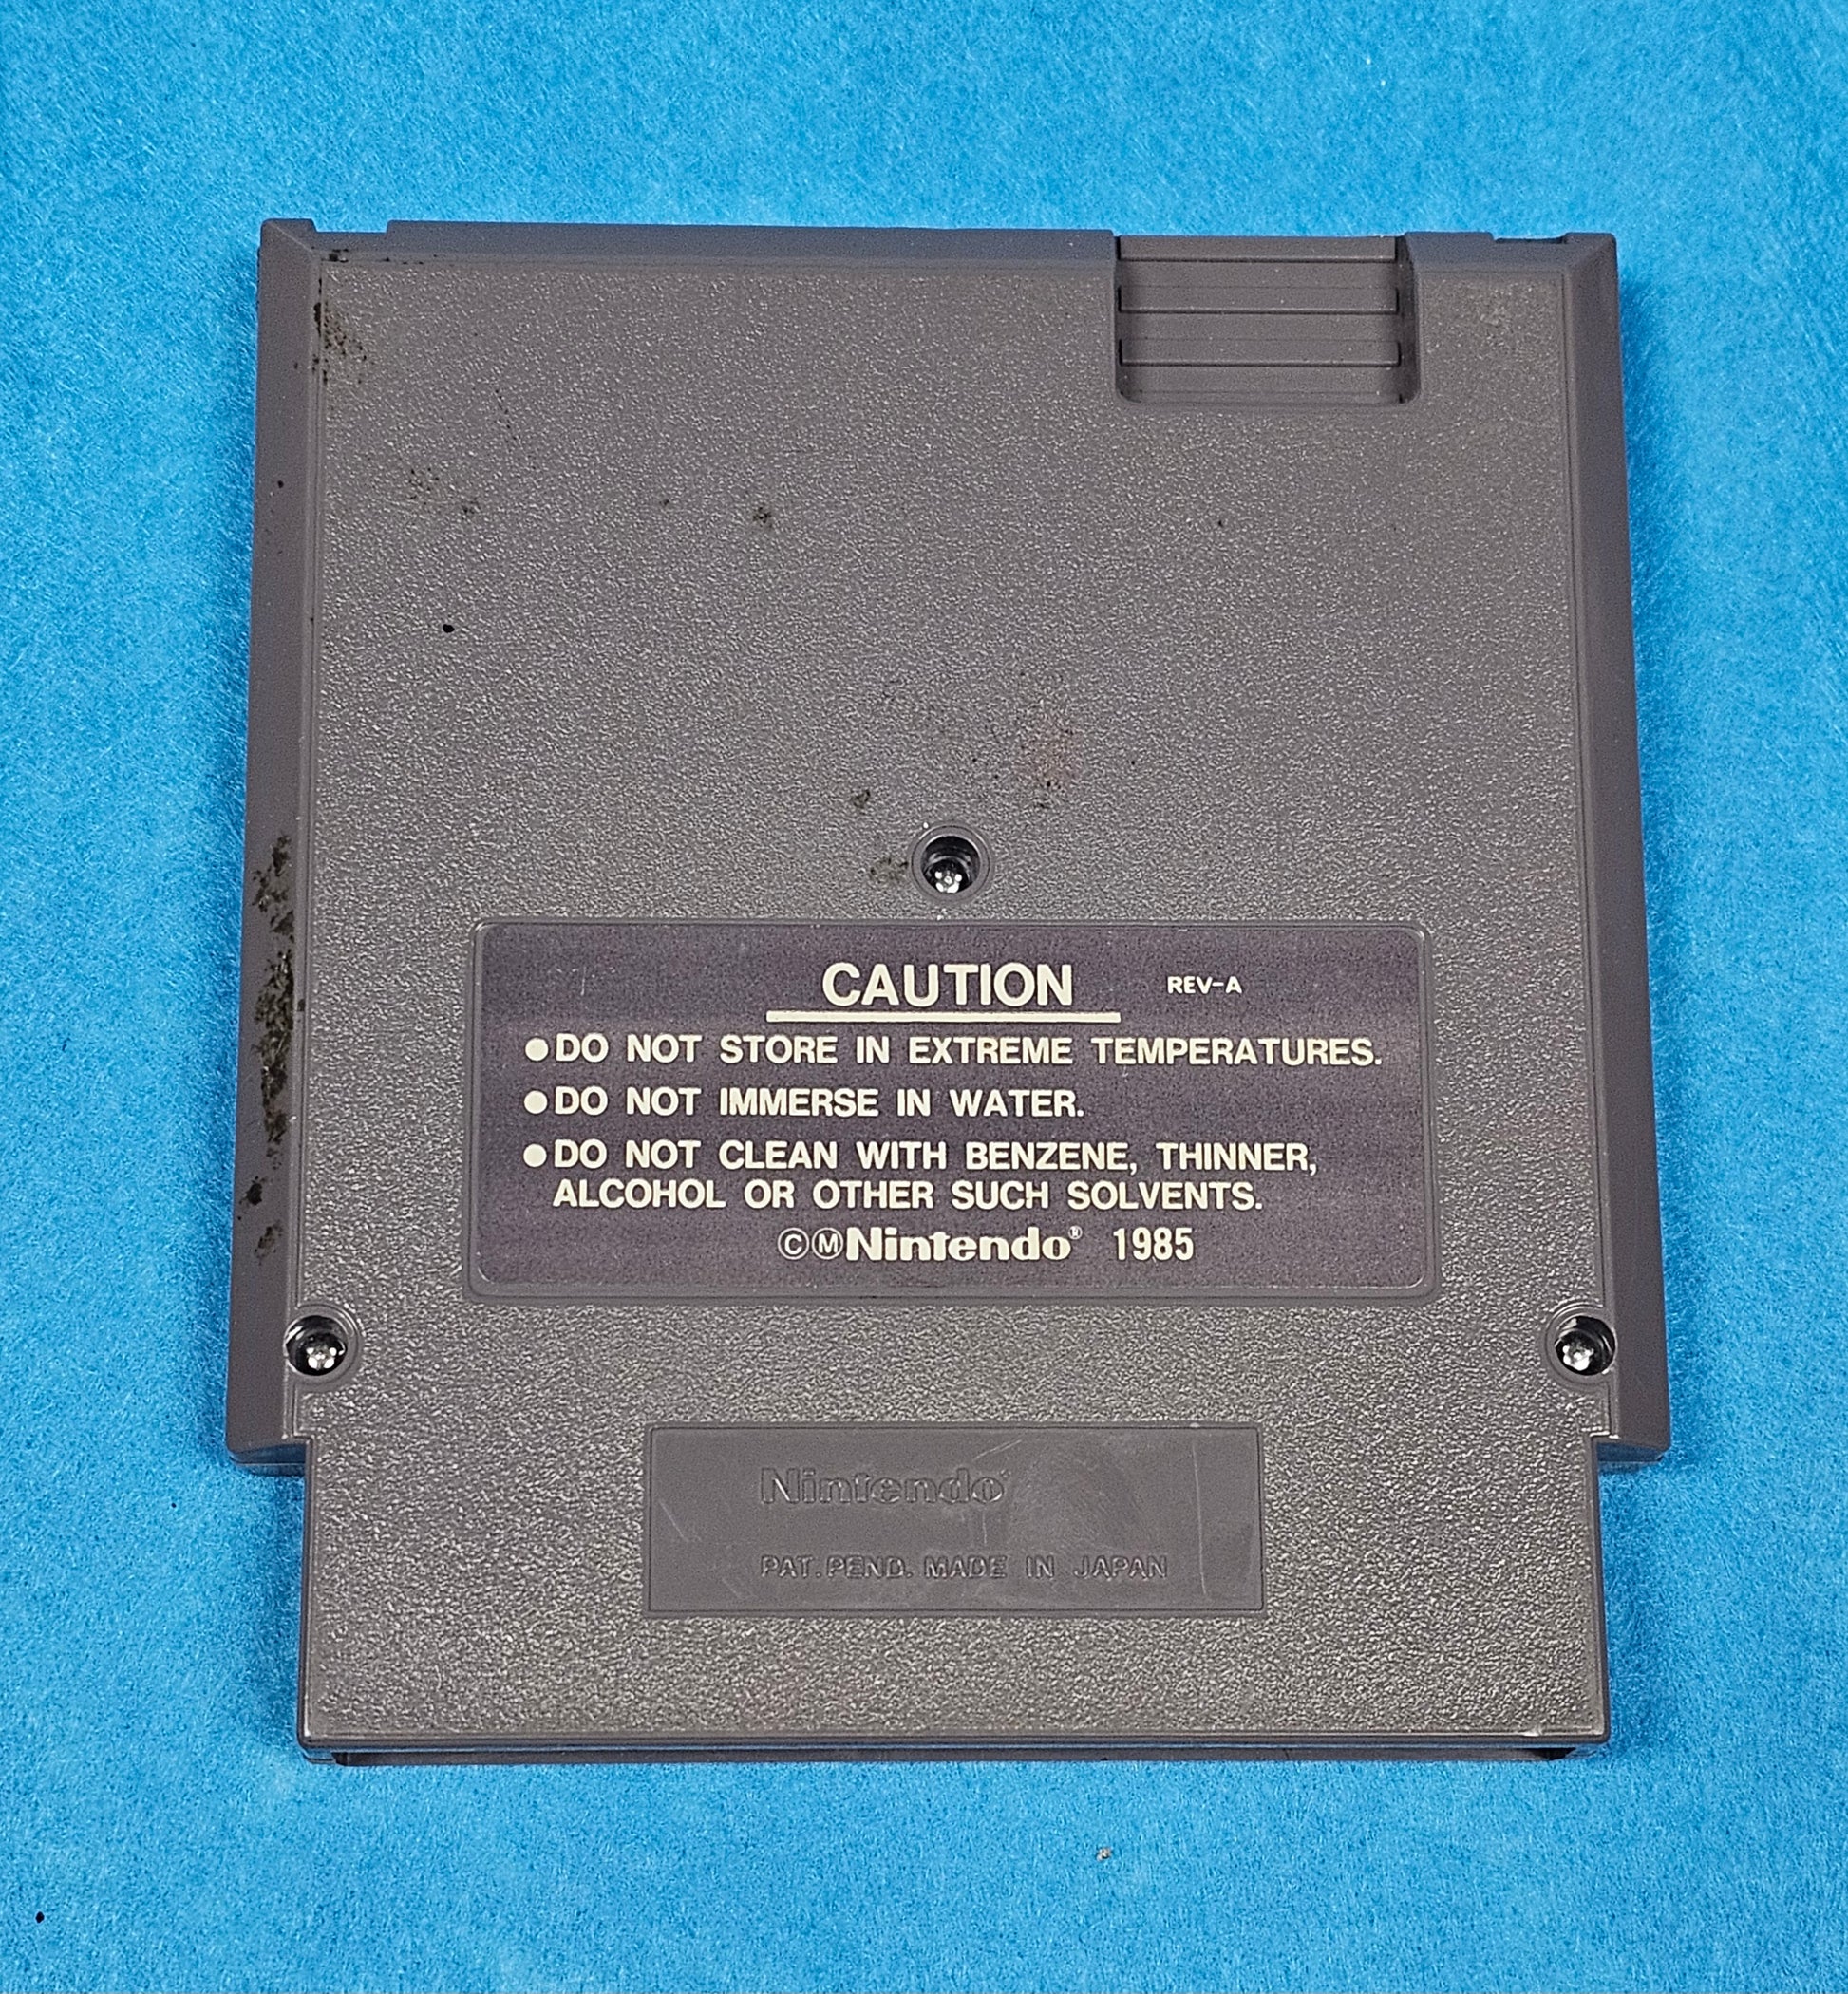 CAUTION REV-A
●DO NOT STORE IN EXTREME TEMPERATURES.
●DO NOT IMMERSE IN WATER.
●DO NOT CLEAN WITH BENZENE, THINNER,
ALCOHOL OR OTHER SUCH SOLVENTS.
©ⓂNintendo® 1985
Nintendo®
PAT. PEND. MADE IN JAPAN